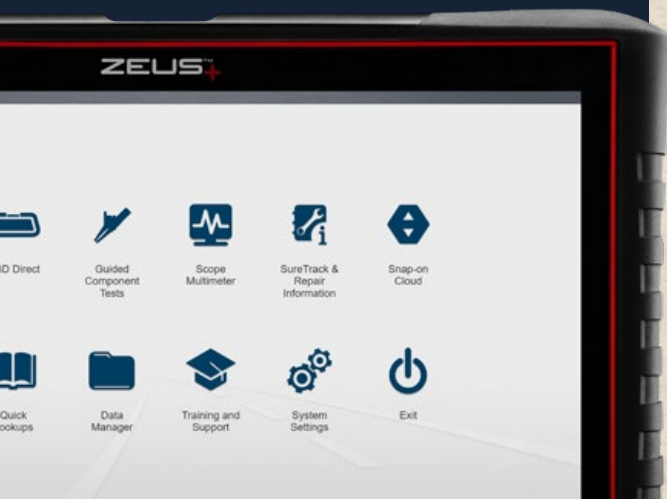 ZEUS™+
D Direct
Guided
Component
Tests
Scope
Multimeter
SureTrack &
Repair
Information
Snap-on
Cloud
Quick
ookups
Data
Manager
Training and
Support
System
Settings
Exit